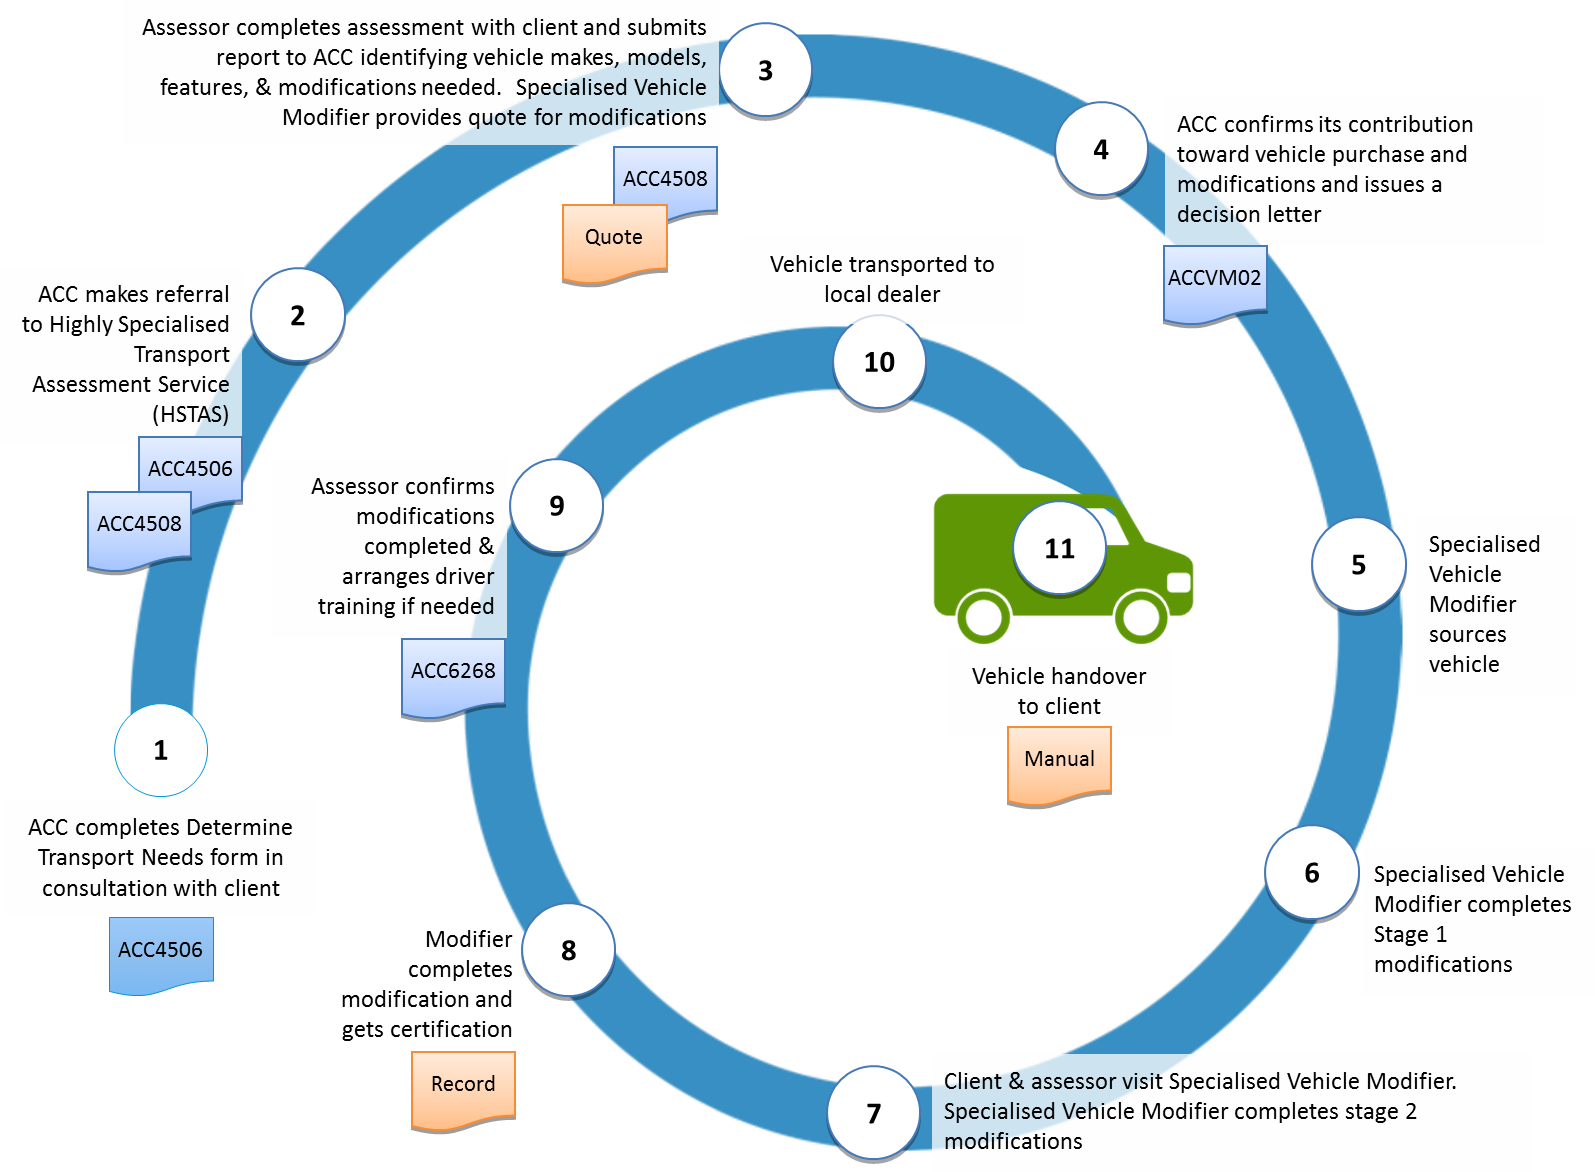 Assessor completes assessment with client and submits
report to ACC identifying vehicle makes, models,
features, & modifications needed.  Specialised Vehicle
Modifier provides quote for modifications
3
ACC4508
Quote
4
ACC confirms its contribution
toward vehicle purchase and
modifications and issues a
decision letter
ACCVM02
ACC makes referral
to Highly Specialised
Transport
Assessment Service
(HSTAS)
2
ACC4506
ACC4508
Vehicle transported to
local dealer
10
Assessor confirms
modifications
completed &
arranges driver
training if needed
9
ACC6268
11
Vehicle handover
to client
Manual
5
Specialised
Vehicle
Modifier
sources
vehicle
1
ACC completes Determine
Transport Needs form in
consultation with client
ACC4506
6
Specialised Vehicle
Modifier completes
Stage 1
modifications
Modifier
completes
modification and
gets certification
8
Record
7
Client & assessor visit Specialised Vehicle Modifier.
Specialised Vehicle Modifier completes stage 2
modifications